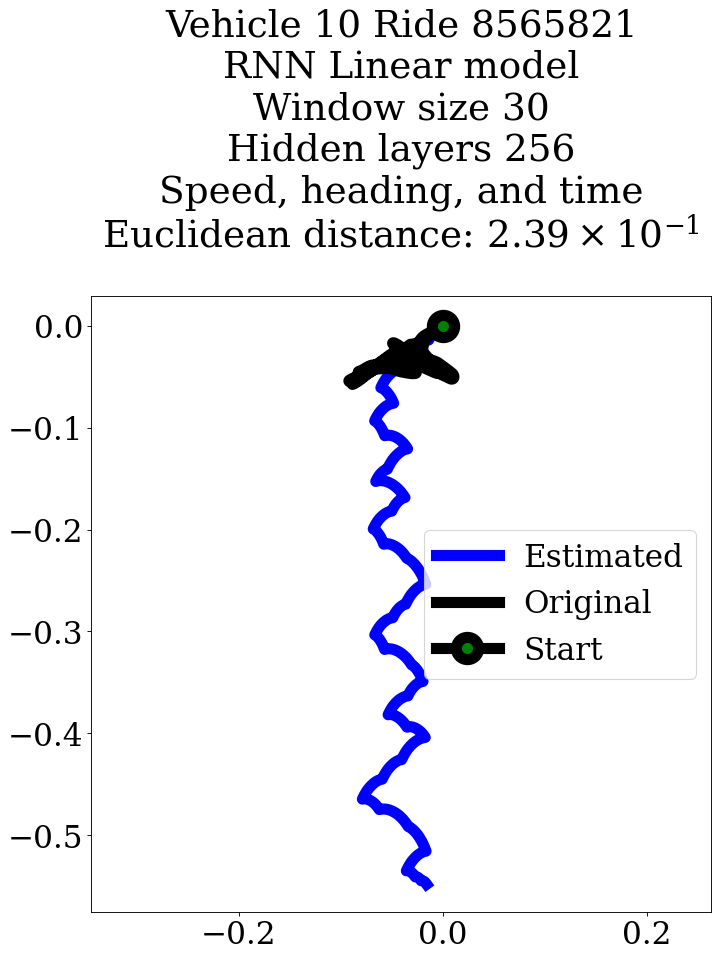 Vehicle 10 Ride 8565821
RNN Linear model
Window size 30
Hidden layers 256
Speed, heading, and time
Euclidean distance: 2.39 × 10⁻¹
0.0
−0.1
−0.2
−0.3
−0.4
−0.5
Estimated
Original
Start
−0.2 0.0 0.2